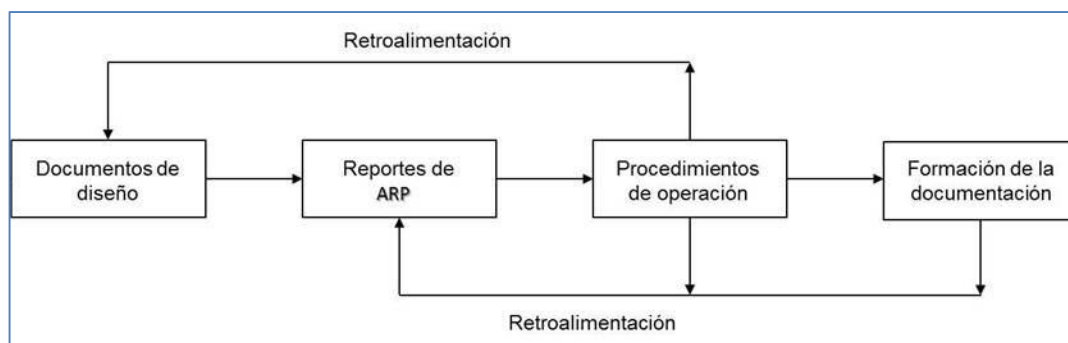 Retroalimentación
Documentos de
diseño
Reportes de
ARP
Procedimientos
de operación
Formación de la
documentación
Retroalimentación